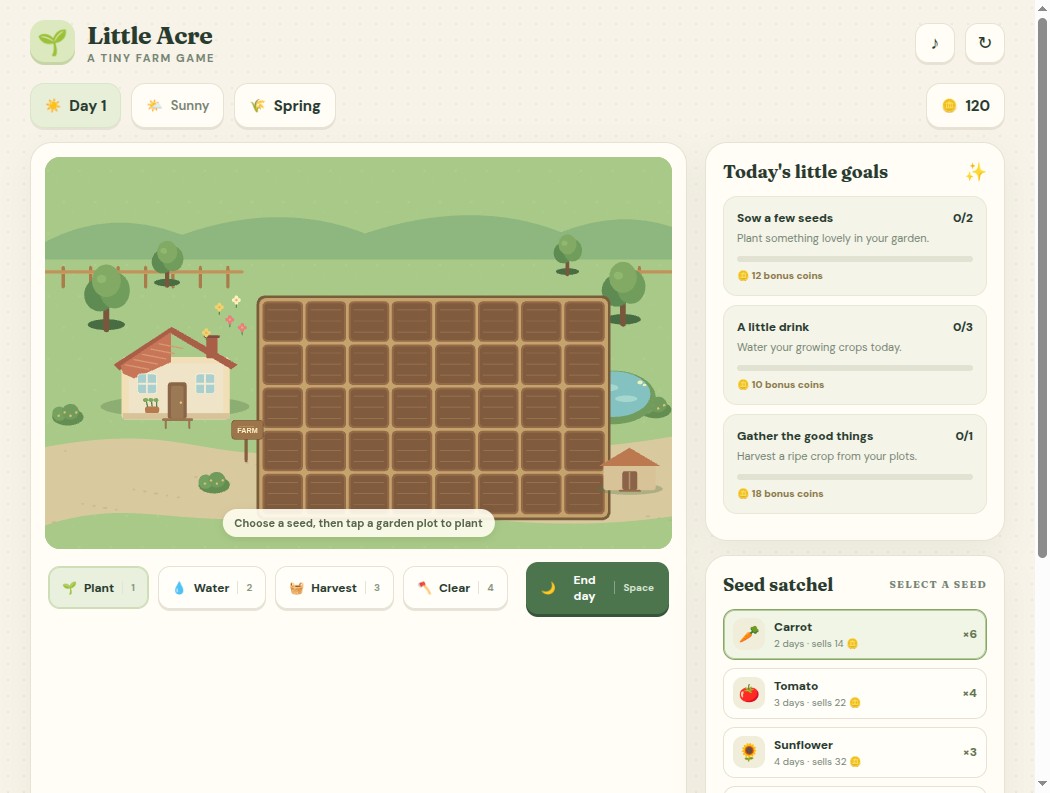 Little Acre
A TINY FARM GAME
♪
↻
Day 1
Sunny
Spring
120
FARM
Choose a seed, then tap a garden plot to plant
Plant 1
Water 2
Harvest 3
Clear 4
End day Space
Today's little goals
Sow a few seeds 0/2
Plant something lovely in your garden.
12 bonus coins
A little drink 0/3
Water your growing crops today.
10 bonus coins
Gather the good things 0/1
Harvest a ripe crop from your plots.
18 bonus coins
Seed satchel SELECT A SEED
Carrot
2 days · sells 14
×6
Tomato
3 days · sells 22
×4
Sunflower
4 days · sells 32
×3